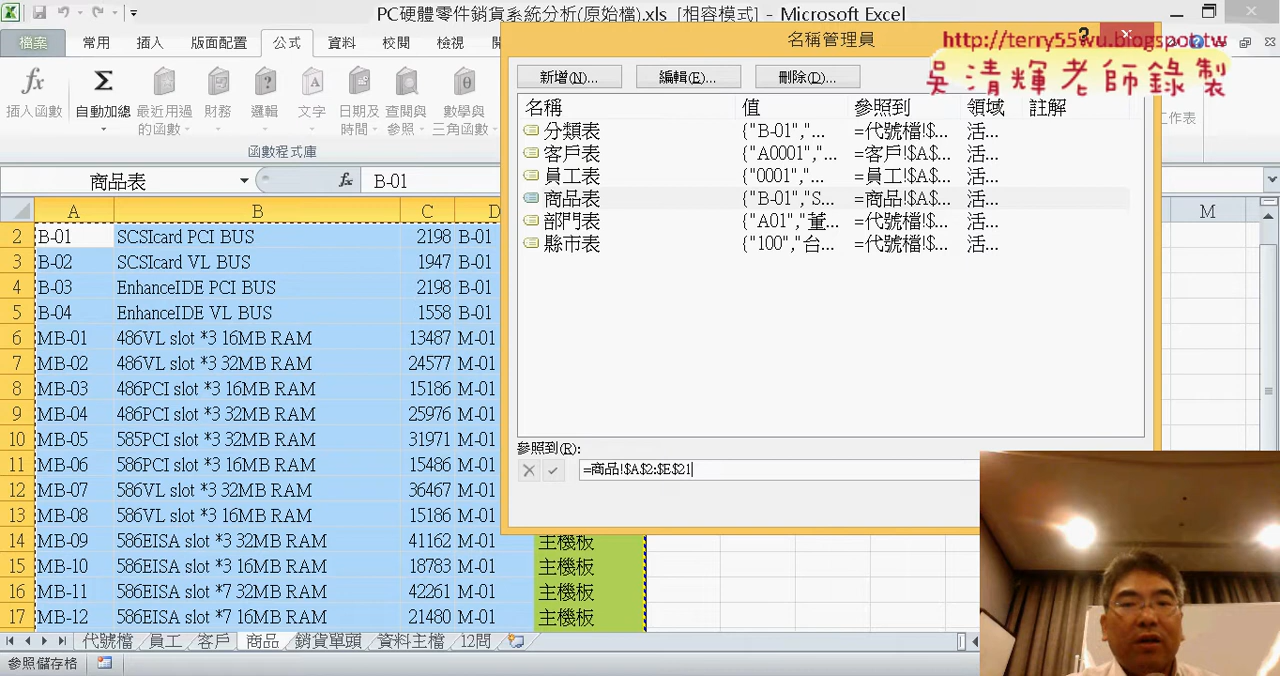 PC硬體零件銷貨系統分析(原始檔).xls [相容模式] - Microsoft Excel
檔案 常用 插入 版面配置 公式 資料 校閱
名稱管理員
http://terry55wu.blogspot.tw
吳清輝老師錄製
插入函數 自動加總 最近用過的函數 財務 邏輯 文字 日期及時間 查閱與參照 數學與三角函數
函數程式庫
工作表
新增(N)... 編輯(E)... 刪除(D)...
商品表 fx B-01
名稱 值 參照到 領域 註解
分類表 {"B-01","... =代號檔!$... 活...
客戶表 {"A0001","... =客戶!$A$... 活...
員工表 {"0001","... =員工!$A$... 活...
商品表 {"B-01","S... =商品!$A$... 活...
部門表 {"A01","董... =代號檔!$... 活...
縣市表 {"100","台... =代號檔!$... 活...
參照到(R):
=商品!$A$2:$E$21
A B C D M
2 B-01 SCSIcard PCI BUS 2198 B-01
3 B-02 SCSIcard VL BUS 1947 B-01
4 B-03 EnhanceIDE PCI BUS 2198 B-01
5 B-04 EnhanceIDE VL BUS 1558 B-01
6 MB-01 486VL slot *3 16MB RAM 13487 M-01
7 MB-02 486VL slot *3 32MB RAM 24577 M-01
8 MB-03 486PCI slot *3 16MB RAM 15186 M-01
9 MB-04 486PCI slot *3 32MB RAM 25976 M-01
10 MB-05 585PCI slot *3 32MB RAM 31971 M-01
11 MB-06 586PCI slot *3 16MB RAM 15486 M-01
12 MB-07 586VL slot *3 32MB RAM 36467 M-01
13 MB-08 586VL slot *3 16MB RAM 15186 M-01
14 MB-09 586EISA slot *3 32MB RAM 41162 M-01 主機板
15 MB-10 586EISA slot *3 16MB RAM 18783 M-01 主機板
16 MB-11 586EISA slot *7 32MB RAM 42261 M-01 主機板
17 MB-12 586EISA slot *7 16MB RAM 21480 M-01 主機板
代號檔 員工 客戶 商品 銷貨單頭 資料主檔 12問
參照儲存格